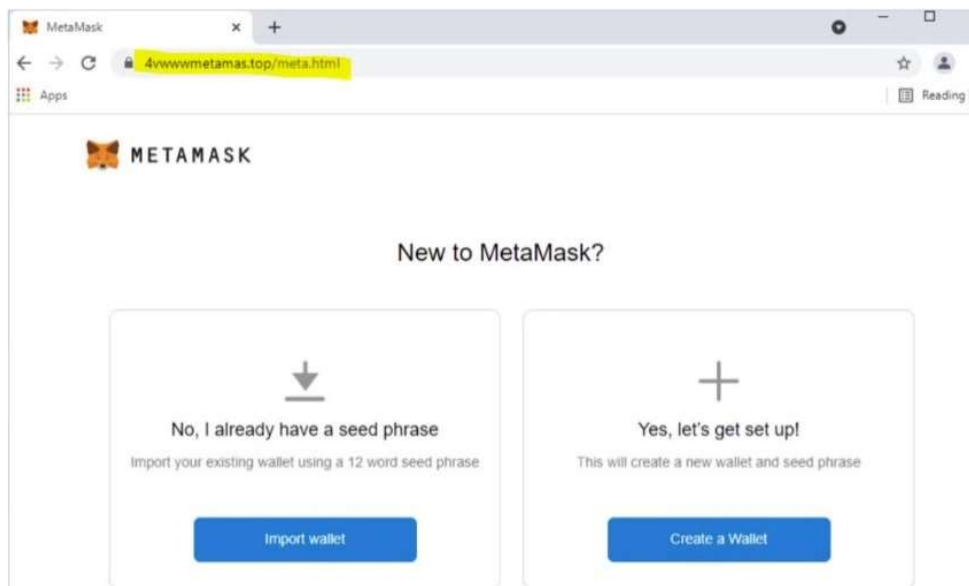 MetaMask
4vwwwmetamas.top/meta.html
Apps
Reading
METAMASK
New to MetaMask?
No, I already have a seed phrase
Import your existing wallet using a 12 word seed phrase
Import wallet
Yes, let's get set up!
This will create a new wallet and seed phrase
Create a Wallet